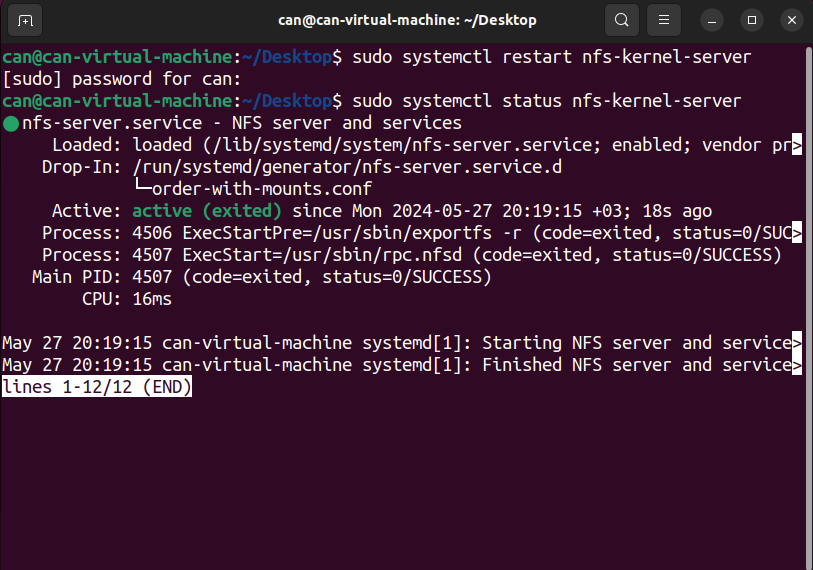 can@can-virtual-machine: ~/Desktop
can@can-virtual-machine:~/Desktop$ sudo systemctl restart nfs-kernel-server
[sudo] password for can:
can@can-virtual-machine:~/Desktop$ sudo systemctl status nfs-kernel-server
●nfs-server.service - NFS server and services
     Loaded: loaded (/lib/systemd/system/nfs-server.service; enabled; vendor pr>
    Drop-In: /run/systemd/generator/nfs-server.service.d
             └─order-with-mounts.conf
     Active: active (exited) since Mon 2024-05-27 20:19:15 +03; 18s ago
    Process: 4506 ExecStartPre=/usr/sbin/exportfs -r (code=exited, status=0/SUC>
    Process: 4507 ExecStart=/usr/sbin/rpc.nfsd (code=exited, status=0/SUCCESS)
   Main PID: 4507 (code=exited, status=0/SUCCESS)
        CPU: 16ms

May 27 20:19:15 can-virtual-machine systemd[1]: Starting NFS server and service>
May 27 20:19:15 can-virtual-machine systemd[1]: Finished NFS server and service>
lines 1-12/12 (END)